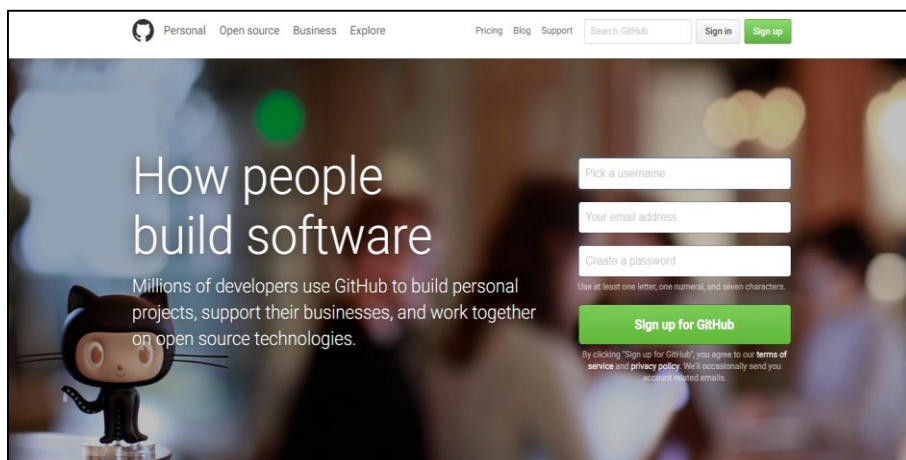 Personal Open source Business Explore Pricing Blog Support Search GitHub Sign in Sign up
How people
build software
Millions of developers use GitHub to build personal
projects, support their businesses, and work together
on open source technologies.
Pick a username
Your email address
Create a password
Use at least one letter, one numeral, and seven characters.
Sign up for GitHub
By clicking "Sign up for GitHub", you agree to our terms of
service and privacy policy. We'll occasionally send you
account related emails.